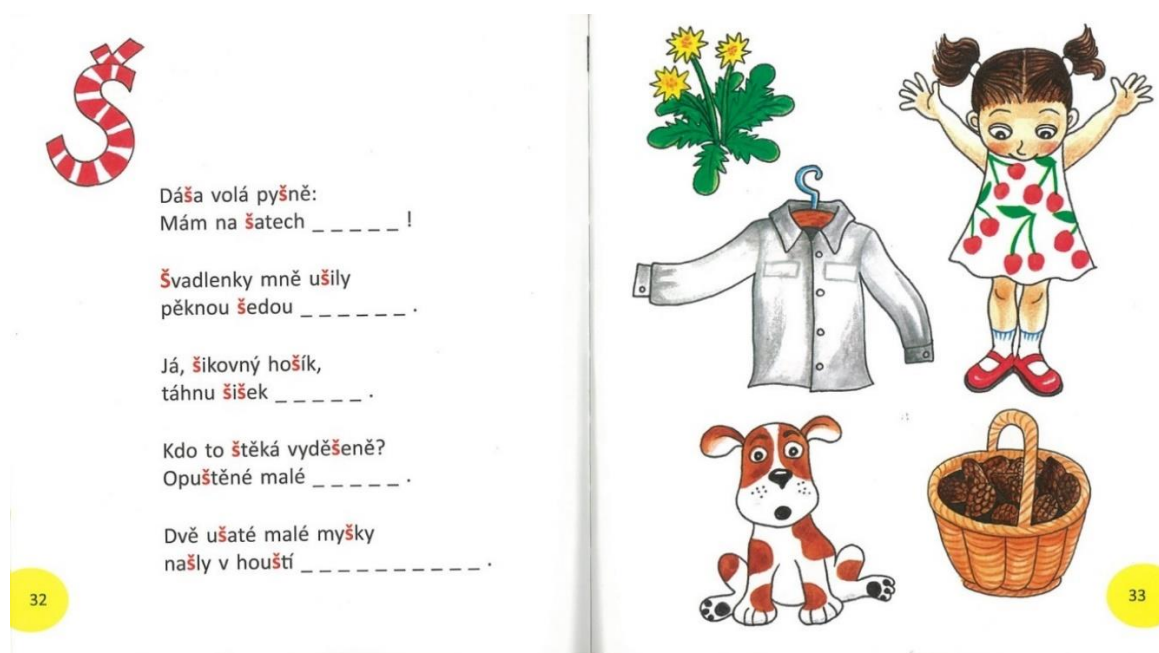 Š
Dáša volá pyšně:
Mám na šatech _ _ _ _ _ !
Švadlenky mně ušily
pěknou šedou _ _ _ _ _ _ .
Já, šikovný hošík,
táhnu šišek _ _ _ _ _ .
Kdo to štěká vyděšeně?
Opuštěné malé _ _ _ _ _ .
Dvě ušaté malé myšky
našly v houští _ _ _ _ _ _ _ _ _ _ .
32
33